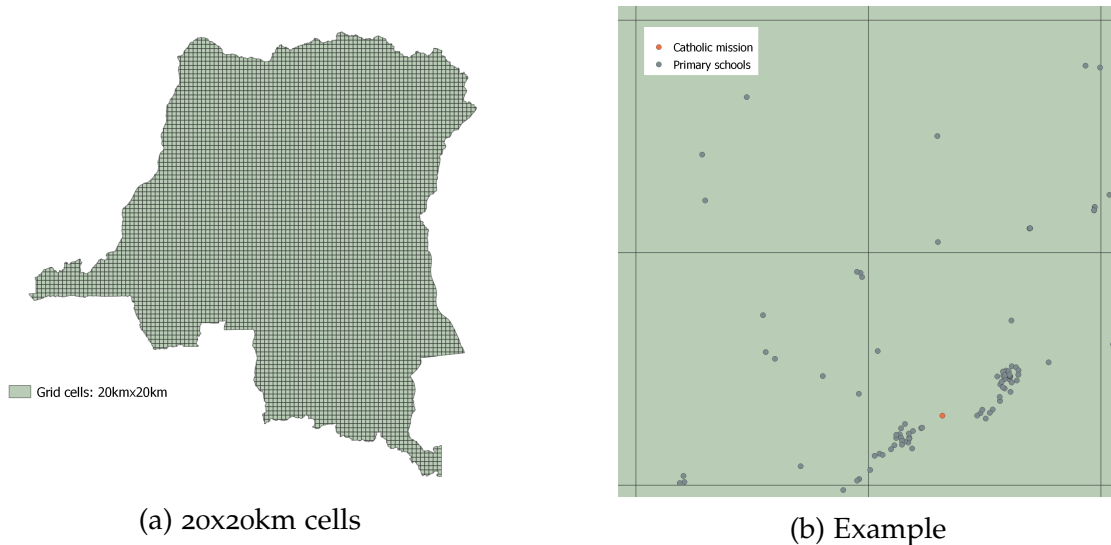 Catholic mission
Primary schools
Grid cells: 20kmx20km
(a) 20x20km cells
(b) Example